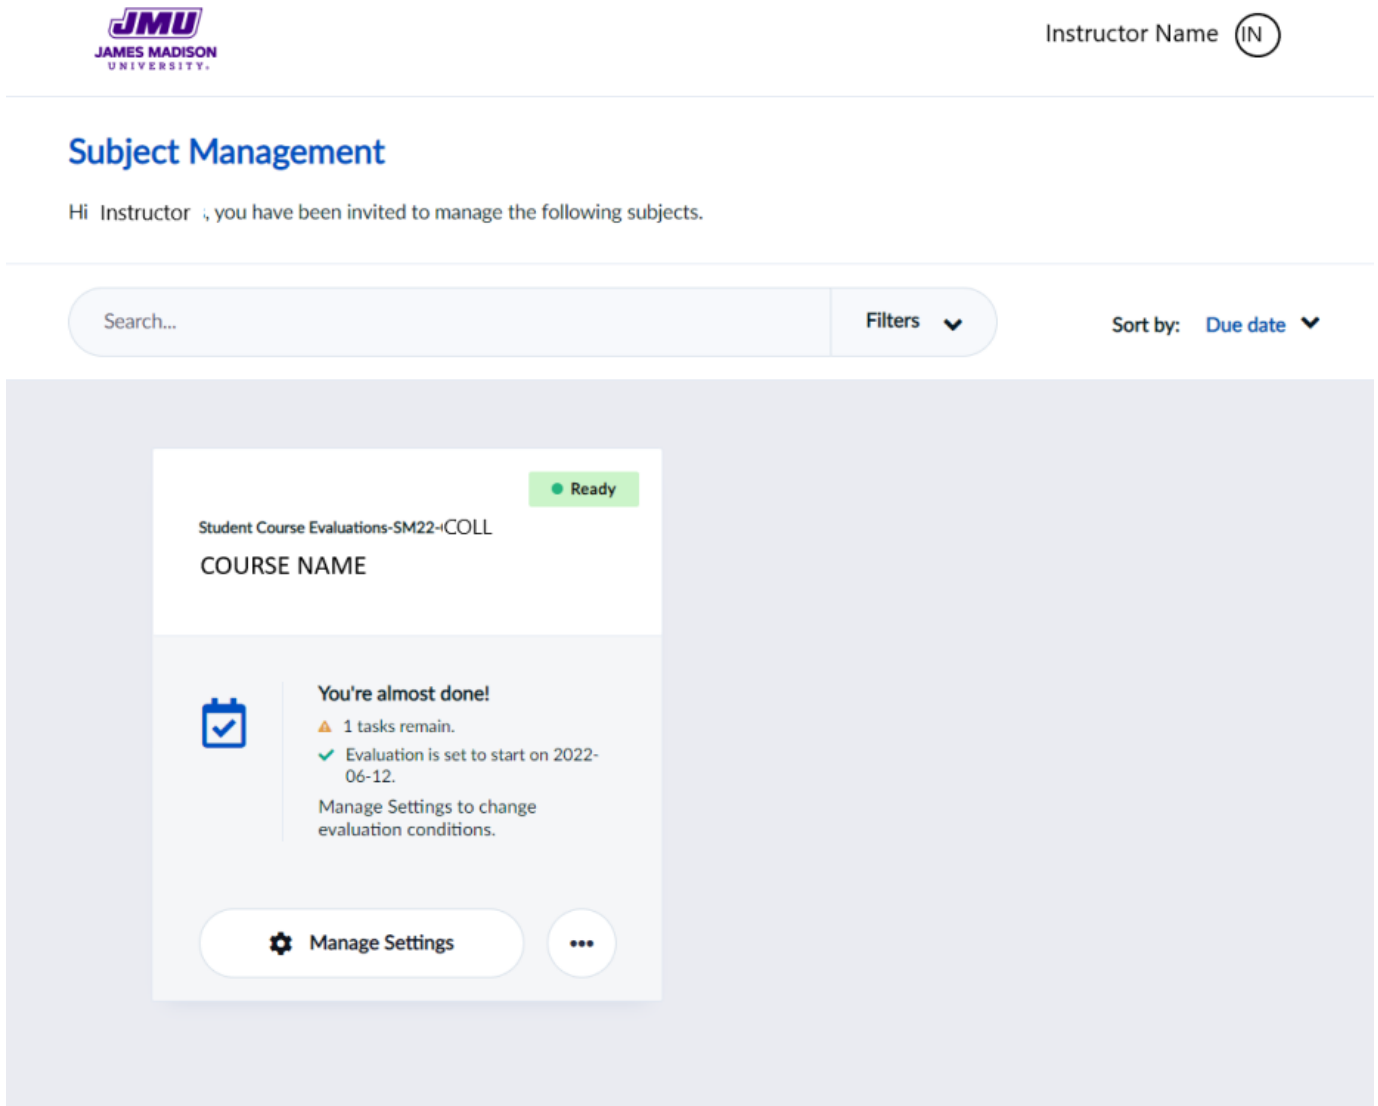 JMU
JAMES MADISON
UNIVERSITY.
Instructor Name IN
Subject Management
Hi Instructor , you have been invited to manage the following subjects.
Search...
Filters
Sort by: Due date
Ready
Student Course Evaluations-SM22-COLL
COURSE NAME
You're almost done!
1 tasks remain.
Evaluation is set to start on 2022-
06-12.
Manage Settings to change
evaluation conditions.
Manage Settings